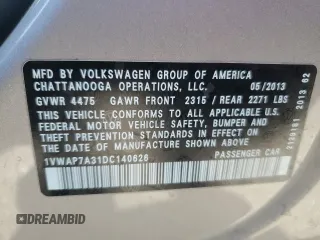 MFD BY VOLKSWAGEN GROUP OF AMERICA
CHATTANOOGA OPERATIONS, LLC. 05/2013
GVWR 4475 GAWR FRONT 2315 / REAR 2271 LBS
THIS VEHICLE CONFORMS TO ALL APPLICABLE U.S.
FEDERAL MOTOR VEHICLE SAFETY, BUMPER, AND
THEFT PREVENTION STANDARDS IN EFFECT ON
THE DATE OF MANUFACTURE SHOWN ABOVE.
1VWAP7A31DC140626 PASSENGER CAR
2013 62
© DREAMBID